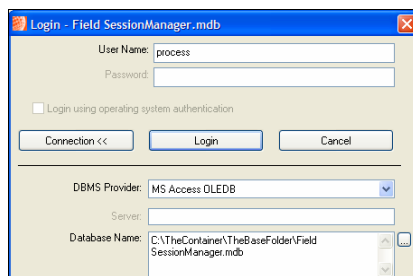 Login - Field SessionManager.mdb
User Name: process
Password:
Login using operating system authentication
Connection << Login Cancel
DBMS Provider: MS Access OLEDB
Server:
Database Name: C:\TheContainer\TheBaseFolder\Field
SessionManager.mdb
...